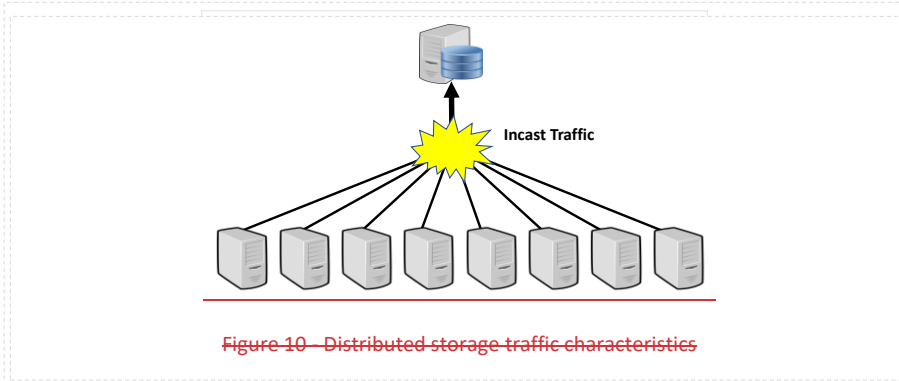 Incast Traffic
Figure 10 - Distributed storage traffic characteristics